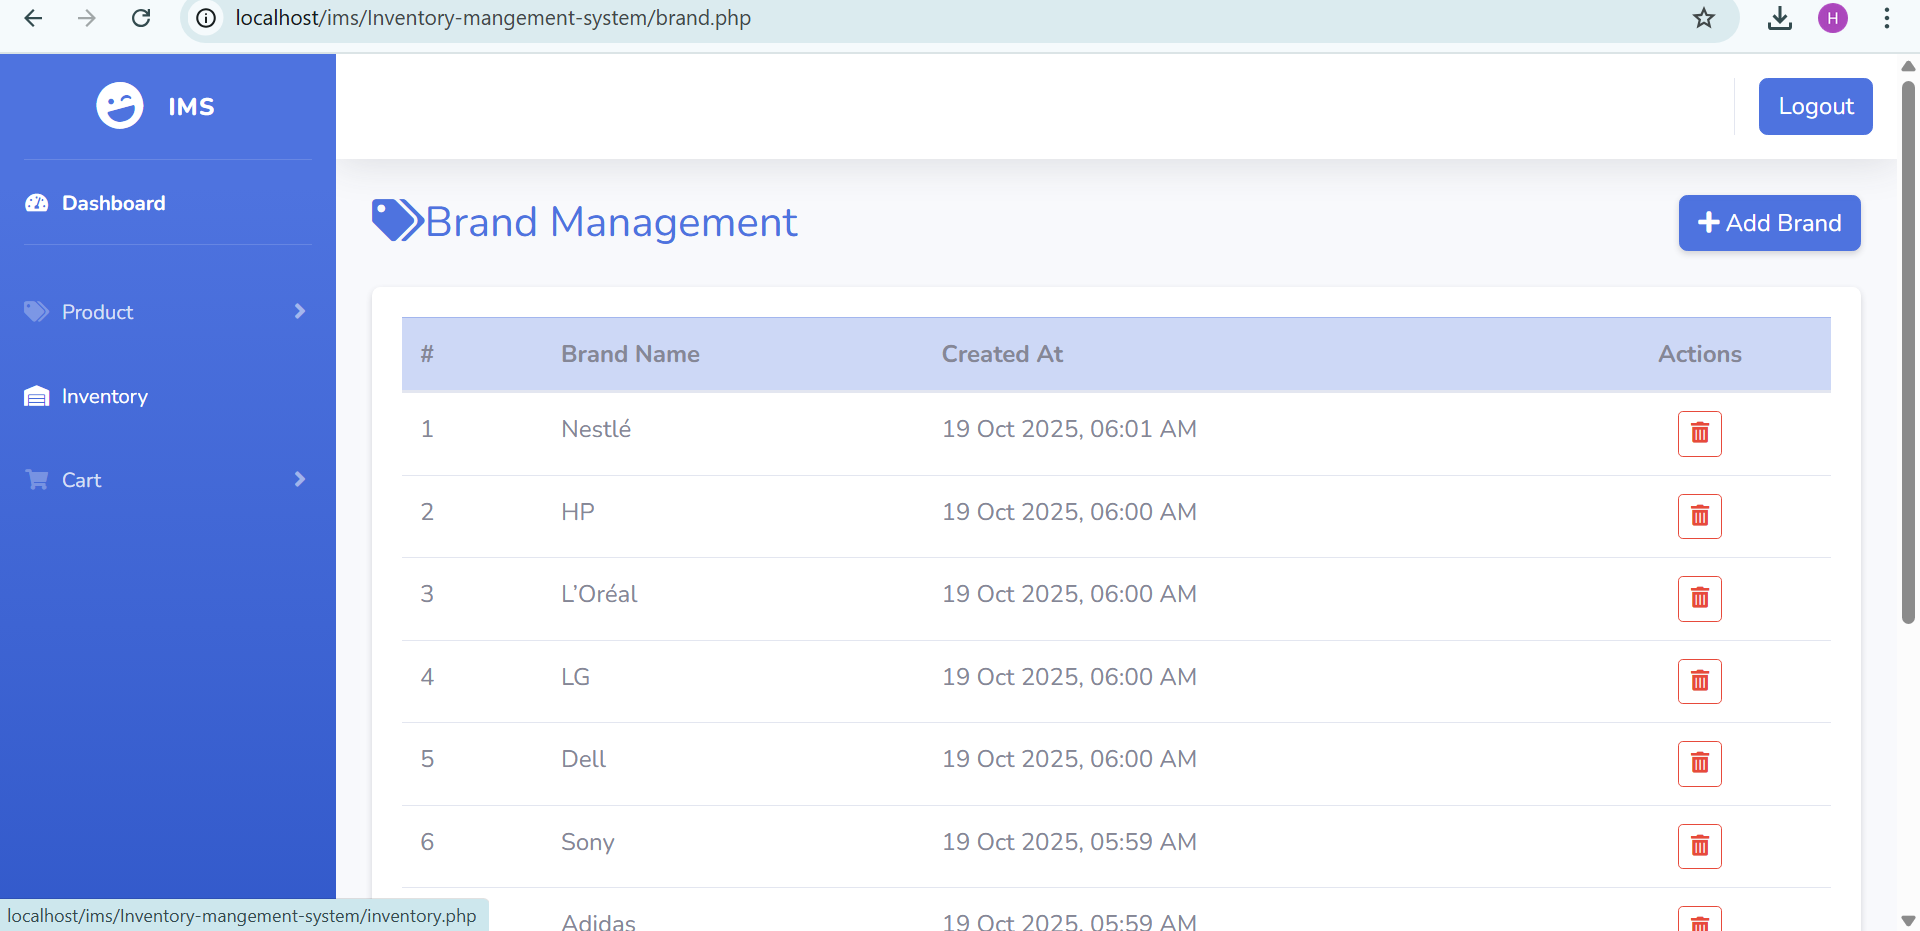 localhost/ims/Inventory-mangement-system/brand.php
H
IMS
Logout
Dashboard
Brand Management
Add Brand
Product
Inventory
Cart
# Brand Name Created At Actions
1 Nestlé 19 Oct 2025, 06:01 AM
2 HP 19 Oct 2025, 06:00 AM
3 L’Oréal 19 Oct 2025, 06:00 AM
4 LG 19 Oct 2025, 06:00 AM
5 Dell 19 Oct 2025, 06:00 AM
6 Sony 19 Oct 2025, 05:59 AM
Adidas 19 Oct 2025, 05:59 AM
localhost/ims/Inventory-mangement-system/inventory.php